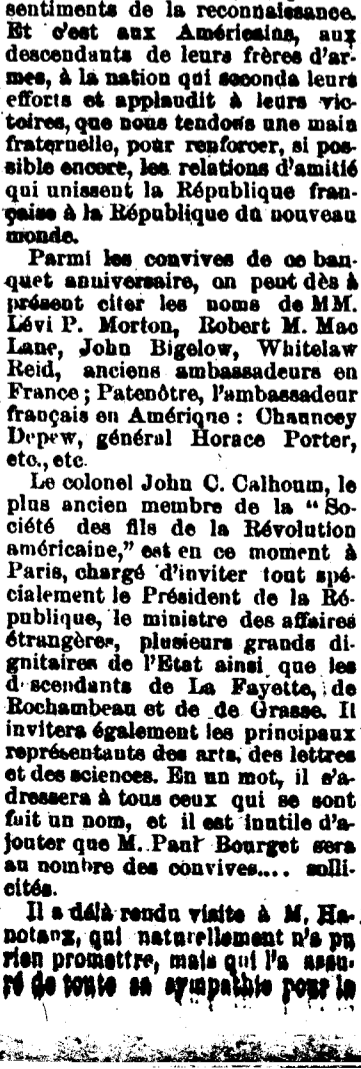 sentiments de la reconnaissance.
Et c'est aux Américains, aux
descendants de leurs frères d'ar-
mes, à la nation qui seconda leurs
efforts et applaudit à leurs vic-
toires, que nous tendons une main
fraternelle, pour renforcer, si pos-
sible encore, les relations d'amitié
qui unissent la République fran-
çaise à la République du nouveau
monde.
Parmi les convives de ce ban-
quet anniversaire, on peut dès à
présent citer les noms de MM.
Lévi P. Morton, Robert M. Mac
Lane, John Bigelow, Whitelaw
Reid, anciens ambassadeurs en
France ; Patenôtre, l'ambassadeur
français en Amérique : Chauncey
Depew, général Horace Porter,
etc., etc.
Le colonel John C. Calhoum, le
plus ancien membre de la “ So-
ciété des fils de la Révolution
américaine,” est en ce moment à
Paris, chargé d'inviter tout spé-
cialement le Président de la Ré-
publique, le ministre des affaires
étrangères, plusieurs grands di-
gnitaires de l'Etat ainsi que les
descendants de La Fayette, de
Rochambeau et de de Grasse. Il
invitera également les principaux
représentants des arts, des lettres
et des sciences. En un mot, il s'a-
dressera à tous ceux qui se sont
fait un nom, et il est inutile d'a-
jouter que M. Paul Bourget sera
au nombre des convives.... solli-
cités.
Il a déjà rendu visite à M. Ha-
notaux, qui naturellement n'a pu
rien promettre, mais qui l'a assu-
ré de toute sa sympathie pour le